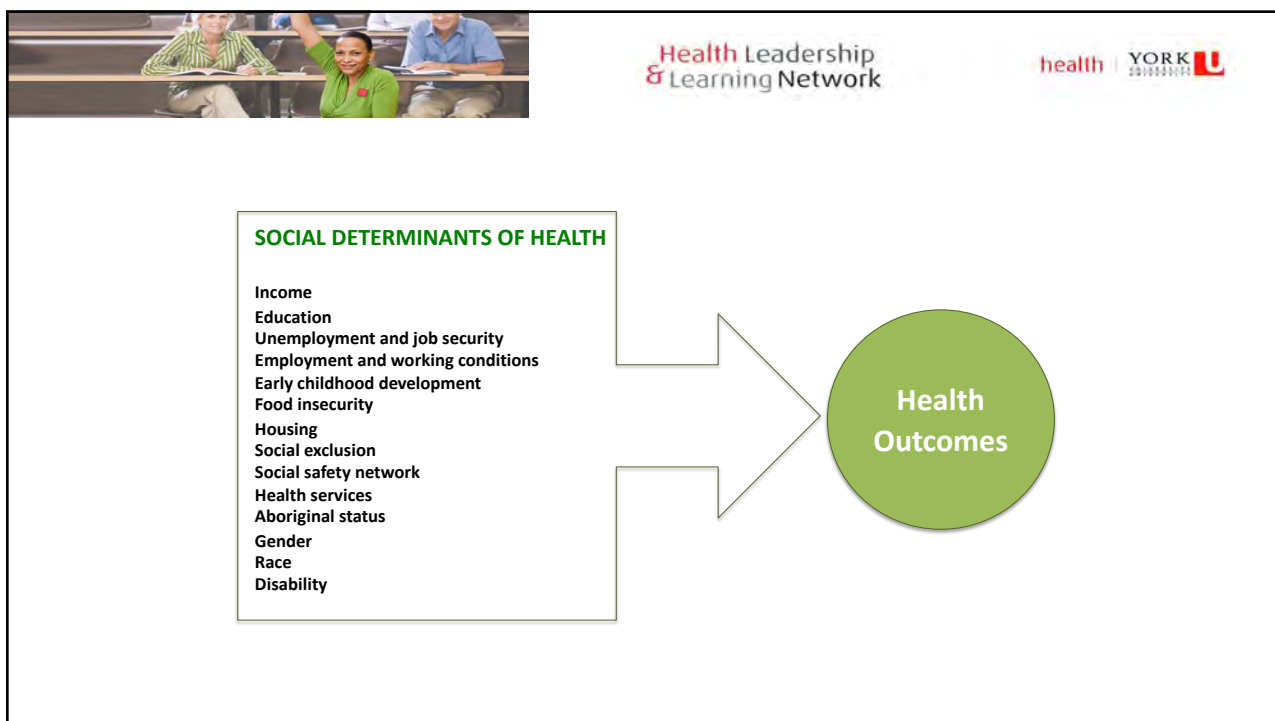 Health Leadership
& Learning Network
health YORK U
UNIVERSITÉ
UNIVERSITY
SOCIAL DETERMINANTS OF HEALTH
Income
Education
Unemployment and job security
Employment and working conditions
Early childhood development
Food insecurity
Housing
Social exclusion
Social safety network
Health services
Aboriginal status
Gender
Race
Disability
Health
Outcomes